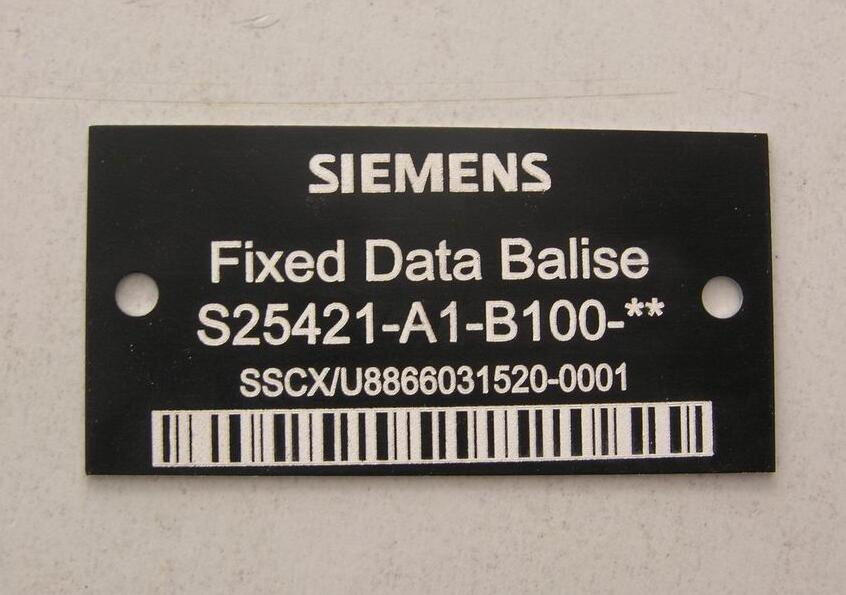 SIEMENS
Fixed Data Balise
S25421-A1-B100-**
SSCX/U8866031520-0001